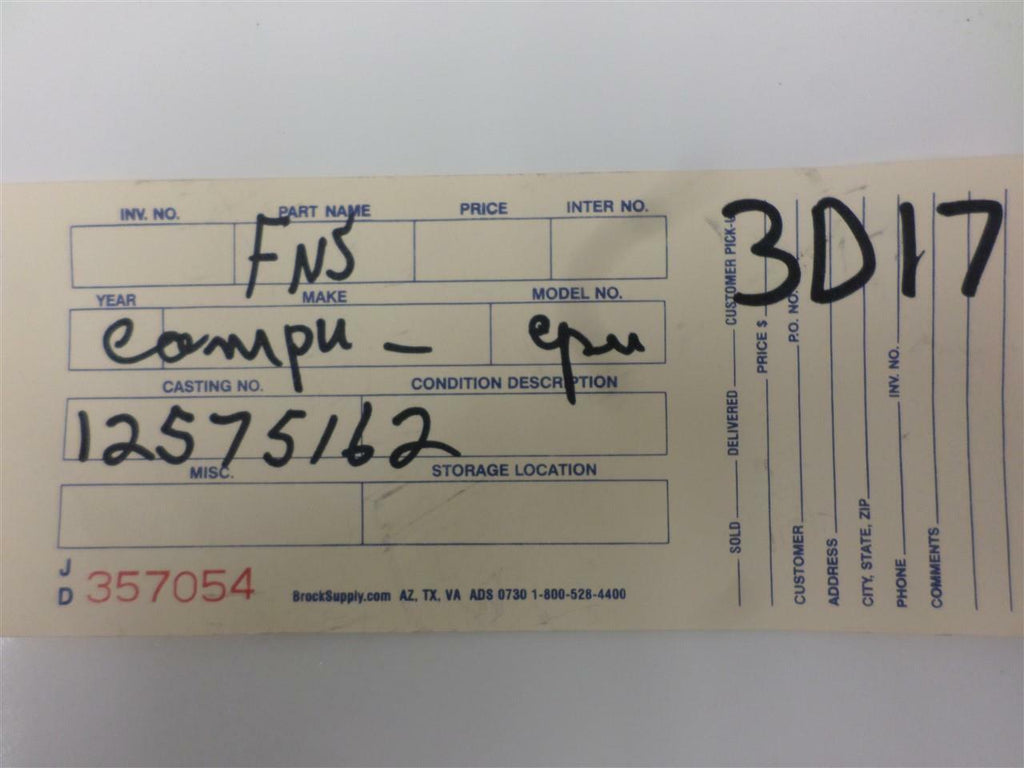 INV. NO. PART NAME PRICE INTER NO.
FNS
YEAR MAKE MODEL NO.
compu - cpu
CASTING NO. CONDITION DESCRIPTION
12575162
MISC. STORAGE LOCATION
JD 357054
BrockSupply.com AZ, TX, VA ADS 0730 1-800-528-4400
3D17
SOLD DELIVERED CUSTOMER PICK-U
PRICE $
CUSTOMER P.O. NO.
ADDRESS
CITY, STATE, ZIP
PHONE INV. NO.
COMMENTS